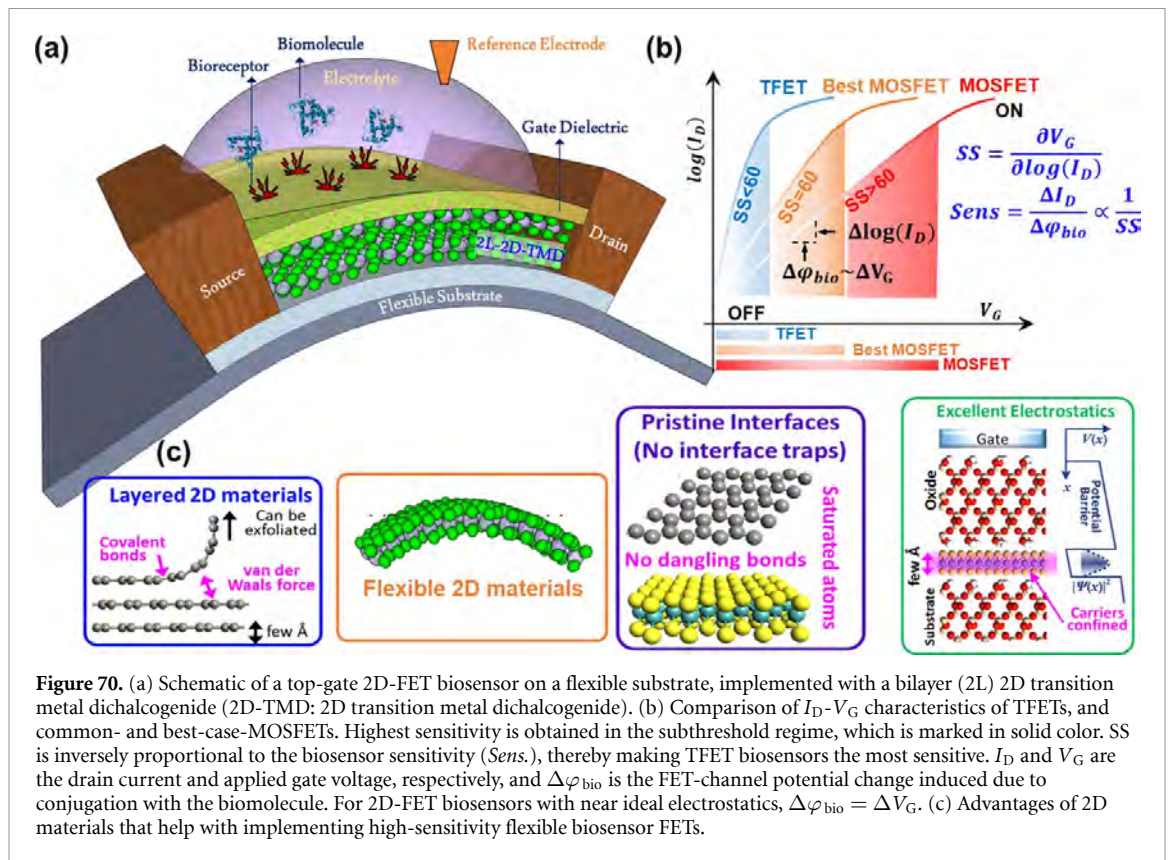 (a)
Biomolecule
Reference Electrode
Bioreceptor
Electrolyte
Gate Dielectric
2L-2D-TMD
Source
Drain
Flexible Substrate
(b)
TFET Best MOSFET MOSFET
ON
log(I_D)
SS<60
SS=60
SS>60
SS = ∂V_G / ∂log(I_D)
Sens = ΔI_D / Δφ_bio ∝ 1 / SS
Δlog(I_D)
Δφ_bio~ΔV_G
OFF
V_G
TFET
Best MOSFET
MOSFET
(c)
Layered 2D materials
Can be
exfoliated
Covalent
bonds
van der
Waals force
few Å
Flexible 2D materials
Pristine Interfaces
(No interface traps)
Saturated atoms
No dangling bonds
Excellent Electrostatics
Gate
V(x)
x
Oxide
Potential
Barrier
few Å
|Ψ(x)|²
Substrate
Carriers
confined
Figure 70. (a) Schematic of a top-gate 2D-FET biosensor on a flexible substrate, implemented with a bilayer (2L) 2D transition
metal dichalcogenide (2D-TMD: 2D transition metal dichalcogenide). (b) Comparison of I_D-V_G characteristics of TFETs, and
common- and best-case-MOSFETs. Highest sensitivity is obtained in the subthreshold regime, which is marked in solid color. SS
is inversely proportional to the biosensor sensitivity (Sens.), thereby making TFET biosensors the most sensitive. I_D and V_G are
the drain current and applied gate voltage, respectively, and Δφ_bio is the FET-channel potential change induced due to
conjugation with the biomolecule. For 2D-FET biosensors with near ideal electrostatics, Δφ_bio = ΔV_G. (c) Advantages of 2D
materials that help with implementing high-sensitivity flexible biosensor FETs.